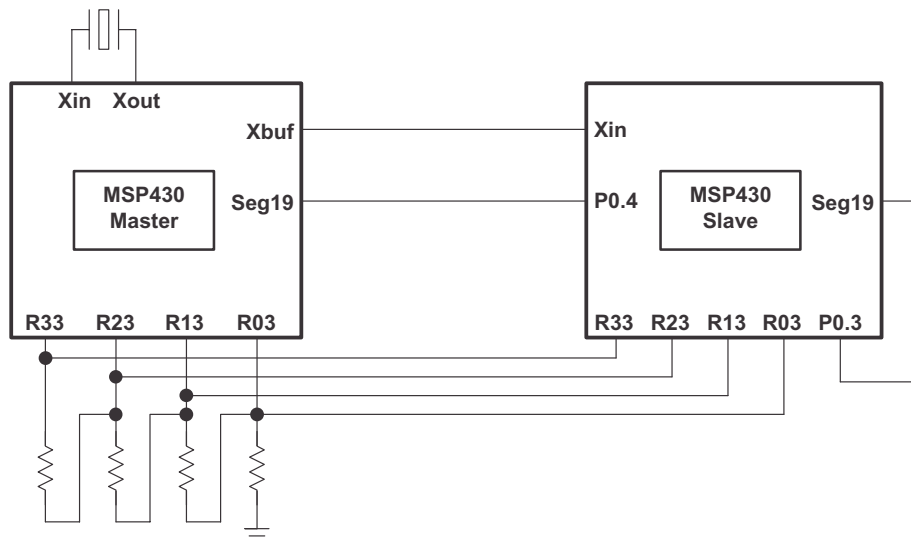 Xin Xout
Xbuf
Xin
MSP430
Master
Seg19
P0.4
MSP430
Slave
Seg19
R33 R23 R13 R03
R33 R23 R13 R03 P0.3